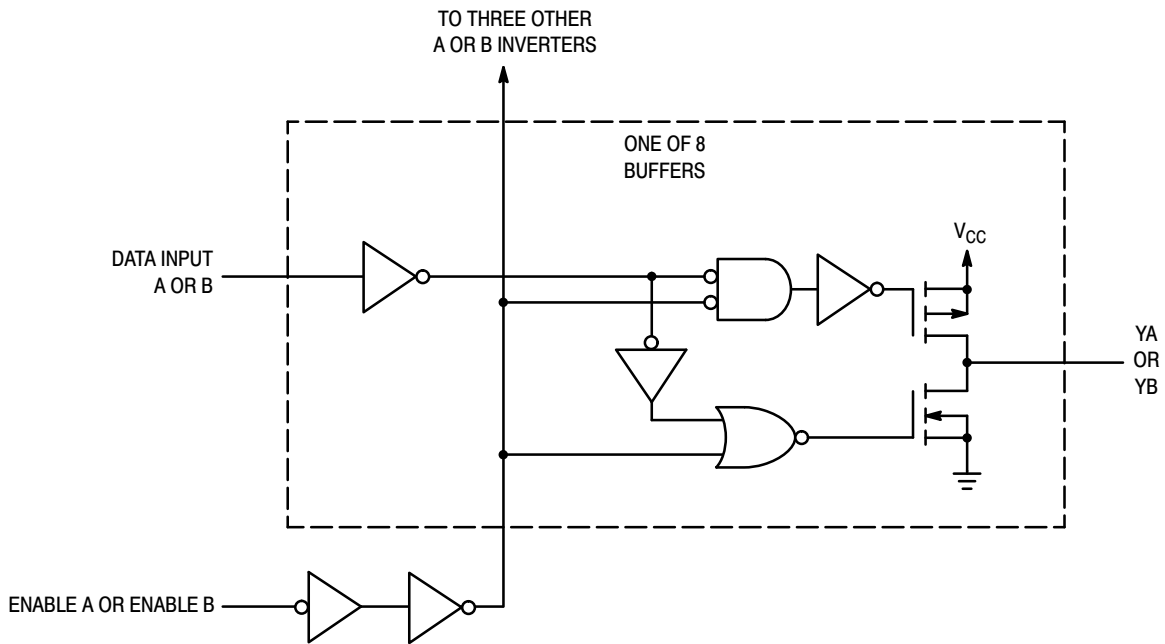 TO THREE OTHER
A OR B INVERTERS
ONE OF 8
BUFFERS
VCC
DATA INPUT
A OR B
YA
OR
YB
ENABLE A OR ENABLE B